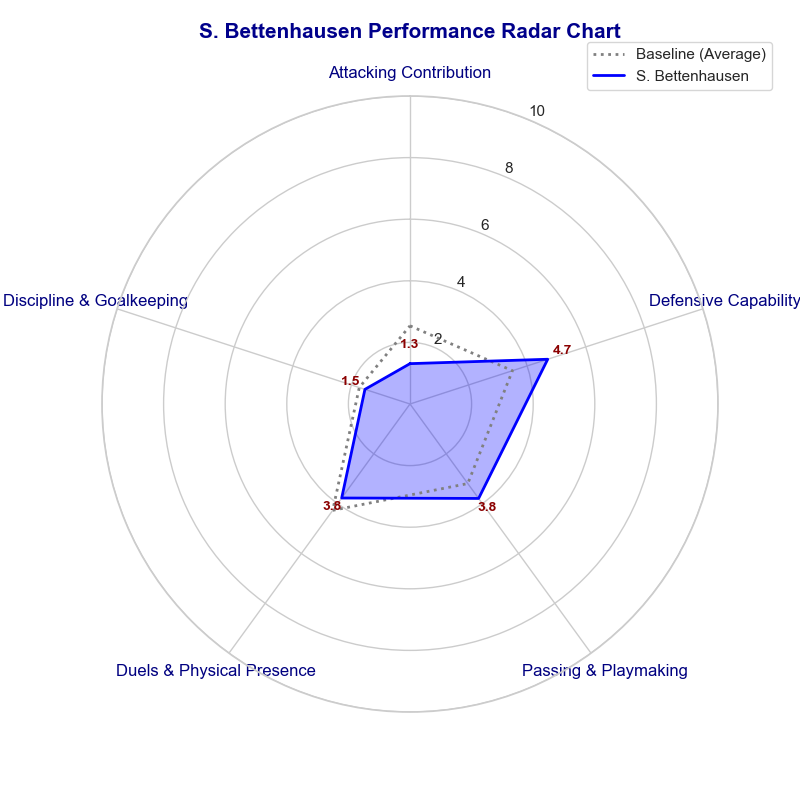 S. Bettenhausen Performance Radar Chart
Baseline (Average)
S. Bettenhausen
Attacking Contribution
10
8
6
4
2
Discipline & Goalkeeping
Defensive Capability
1.3
4.7
1.5
3.8
3.8
Duels & Physical Presence
Passing & Playmaking